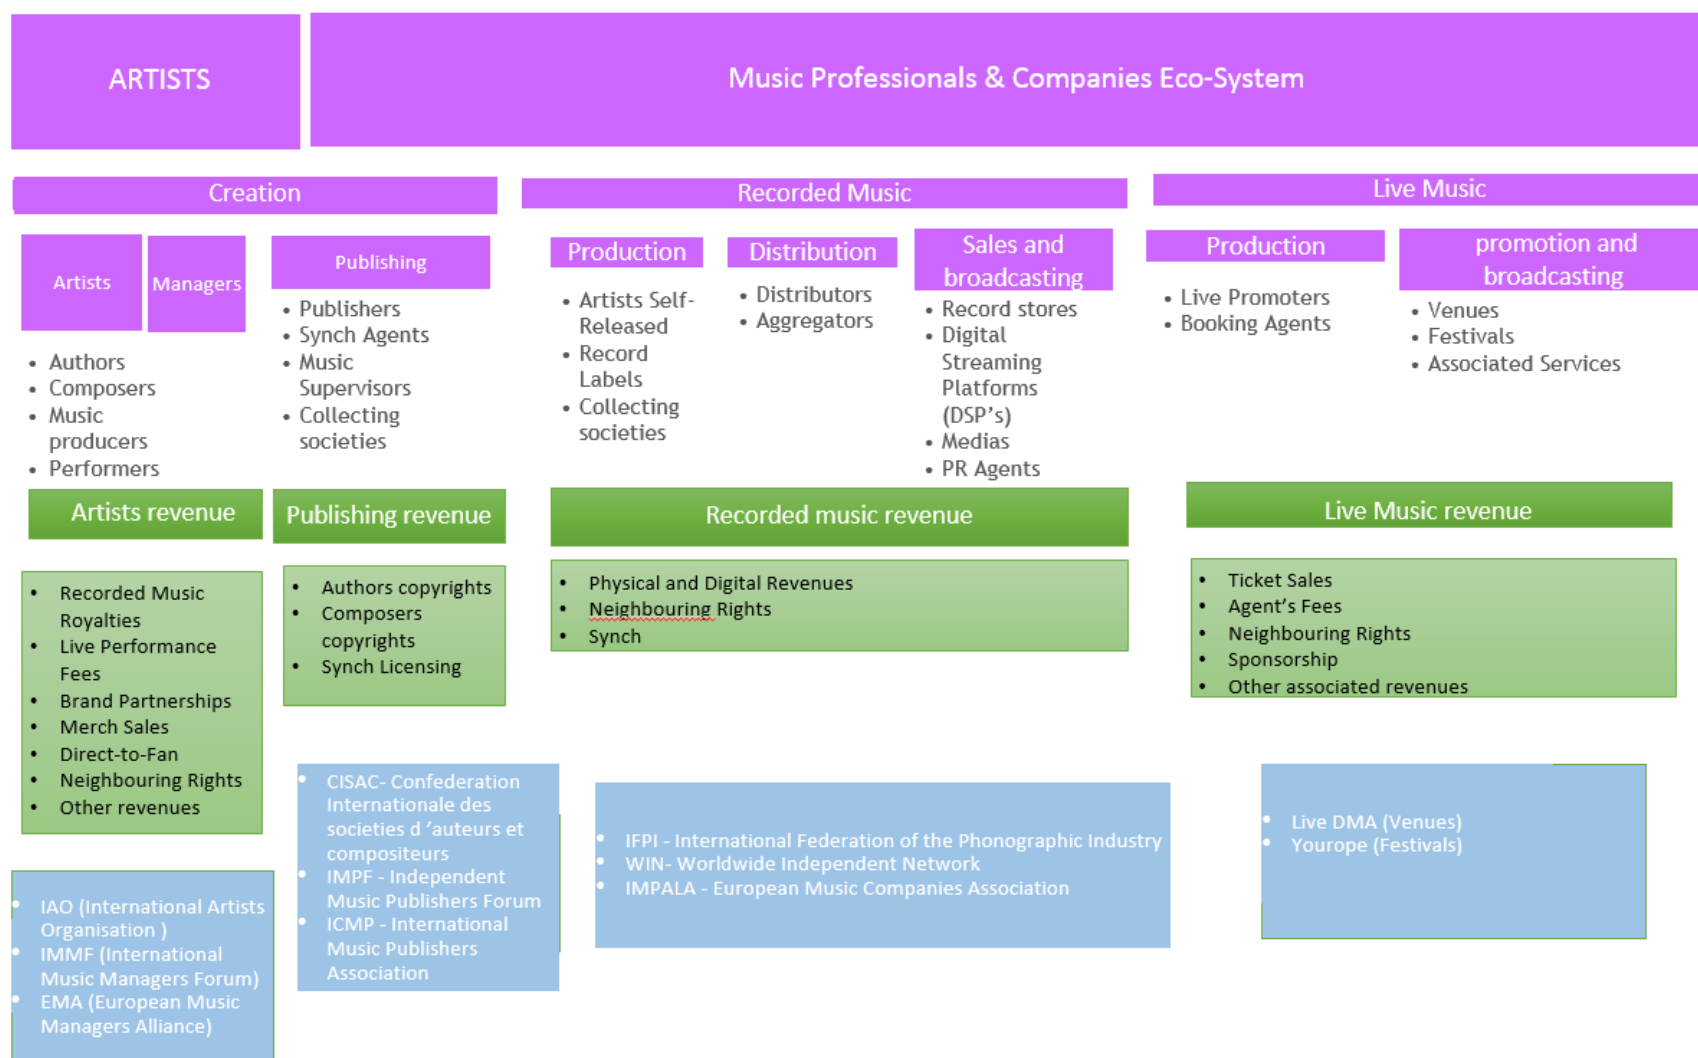 ARTISTS
Music Professionals & Companies Eco-System
Creation
Recorded Music
Live Music
Artists
Managers
• Authors
• Composers
• Music
producers
• Performers
Publishing
• Publishers
• Synch Agents
• Music
Supervisors
• Collecting
societies
Production
• Artists Self-
Released
• Record
Labels
• Collecting
societies
Distribution
• Distributors
• Aggregators
Sales and
broadcasting
• Record stores
• Digital
Streaming
Platforms
(DSP's)
• Medias
• PR Agents
Production
• Live Promoters
• Booking Agents
promotion and
broadcasting
• Venues
• Festivals
• Associated Services
Artists revenue
• Recorded Music
Royalties
• Live Performance
Fees
• Brand Partnerships
• Merch Sales
• Direct-to-Fan
• Neighbouring Rights
• Other revenues
Publishing revenue
• Authors copyrights
• Composers
copyrights
• Synch Licensing
Recorded music revenue
• Physical and Digital Revenues
• Neighbouring Rights
• Synch
Live Music revenue
• Ticket Sales
• Agent's Fees
• Neighbouring Rights
• Sponsorship
• Other associated revenues
• IAO (International Artists
Organisation )
• IMMF (International
Music Managers Forum)
• EMA (European Music
Managers Alliance)
• CISAC- Confederation
Internationale des
societies d 'auteurs et
compositeurs
• IMPF - Independent
Music Publishers Forum
• ICMP - International
Music Publishers
Association
• IFPI - International Federation of the Phonographic Industry
• WIN- Worldwide Independent Network
• IMPALA - European Music Companies Association
• Live DMA (Venues)
• Yourope (Festivals)